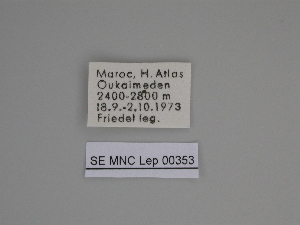 Maroc, H. Atlas
Oukaimeden
2400-2800 m
18.9.-2.10.1973
Friedel leg.
SE MNC Lep 00353